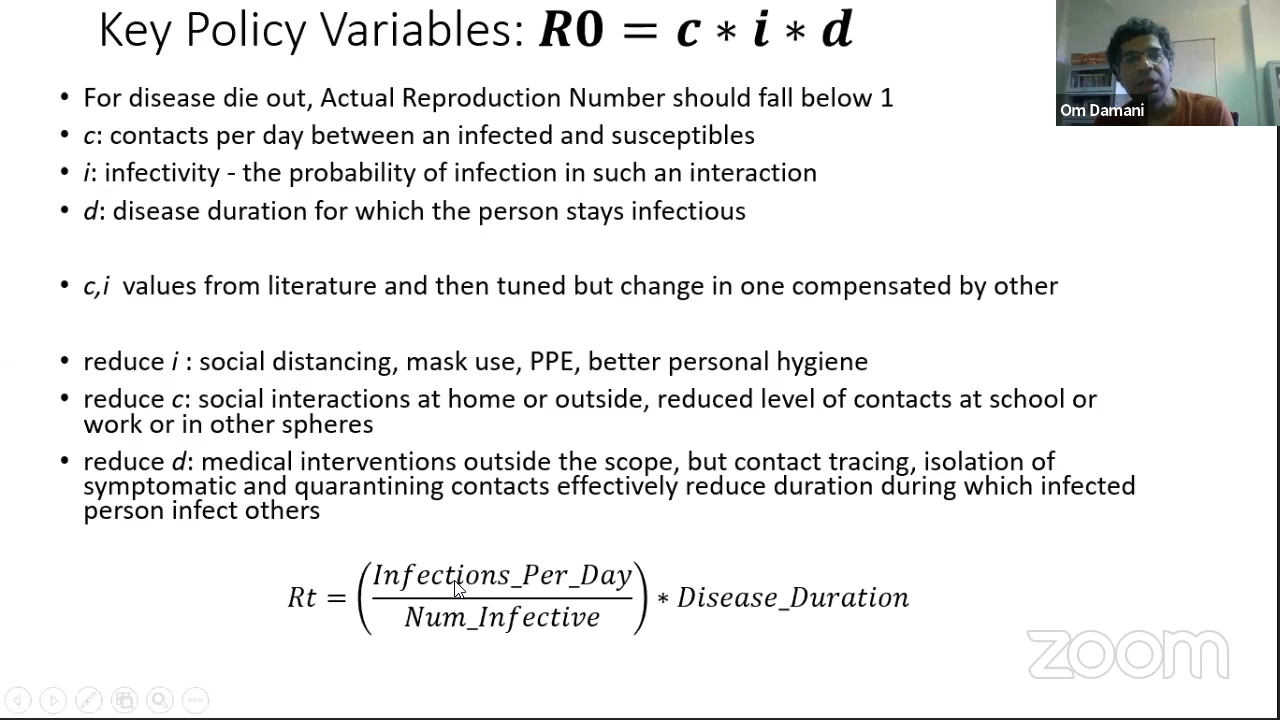 Key Policy Variables: R0 = c * i * d
Om Damani
• For disease die out, Actual Reproduction Number should fall below 1
• c: contacts per day between an infected and susceptibles
• i: infectivity - the probability of infection in such an interaction
• d: disease duration for which the person stays infectious
• c,i values from literature and then tuned but change in one compensated by other
• reduce i : social distancing, mask use, PPE, better personal hygiene
• reduce c: social interactions at home or outside, reduced level of contacts at school or
work or in other spheres
• reduce d: medical interventions outside the scope, but contact tracing, isolation of
symptomatic and quarantining contacts effectively reduce duration during which infected
person infect others
Rt = (Infections_Per_Day / Num_Infective) * Disease_Duration
zoom